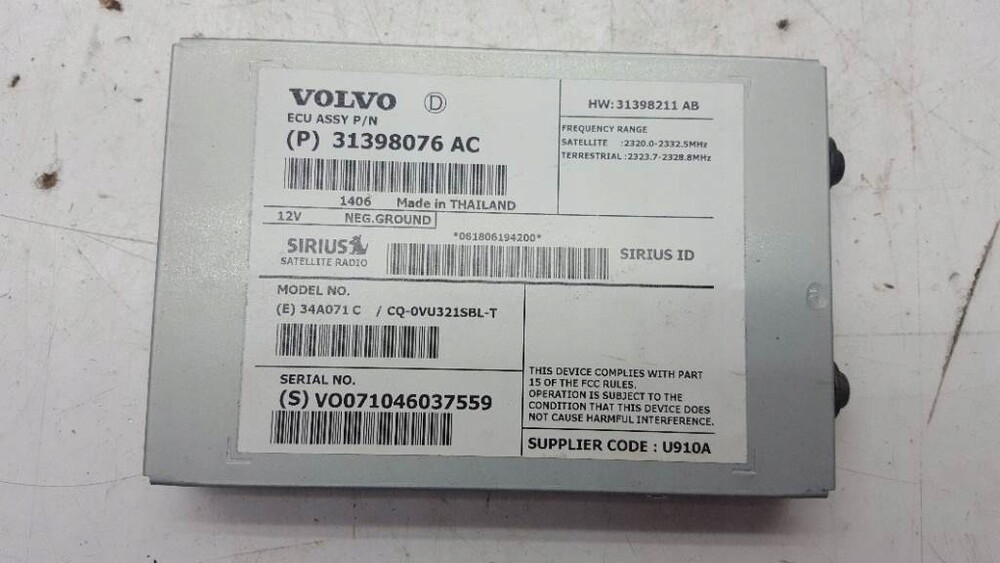 VOLVO D
ECU ASSY P/N
(P) 31398076 AC
1406 Made in THAILAND
HW: 31398211 AB
FREQUENCY RANGE
SATELLITE :2320.0-2332.5MHz
TERRESTRIAL :2323.7-2328.8MHz
12V NEG.GROUND
*061806194200*
SIRIUS
SATELLITE RADIO
SIRIUS ID
MODEL NO.
(E) 34A071 C / CQ-0VU321SBL-T
SERIAL NO.
(S) VO071046037559
THIS DEVICE COMPLIES WITH PART
15 OF THE FCC RULES.
OPERATION IS SUBJECT TO THE
CONDITION THAT THIS DEVICE DOES
NOT CAUSE HARMFUL INTERFERENCE.
SUPPLIER CODE : U910A